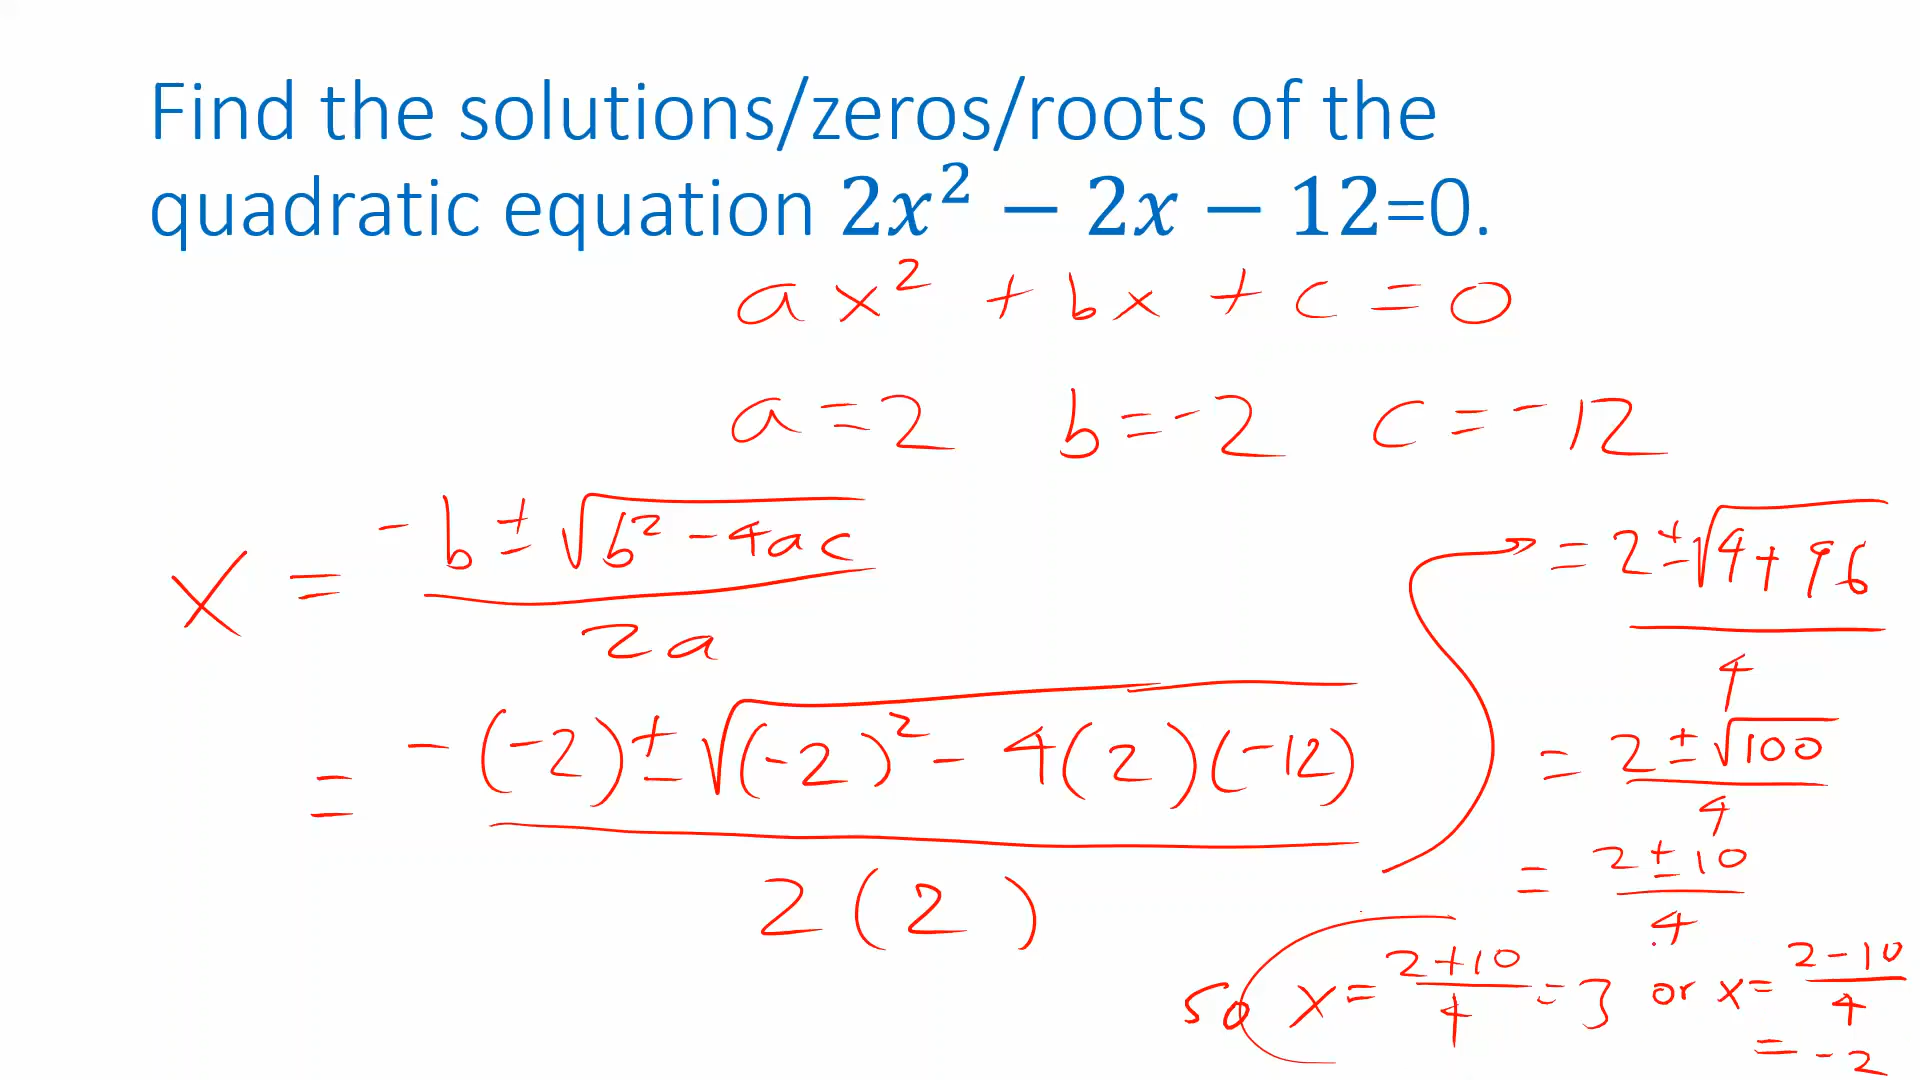 Find the solutions/zeros/roots of the
quadratic equation 2x² − 2x − 12=0.
ax² + bx + c = 0
a = 2 b = -2 c = -12
x = (-b ± √(b² - 4ac)) / 2a
= (-(-2) ± √((-2)² - 4(2)(-12))) / 2(2)
= (2 ± √(4 + 96)) / 4
= (2 ± √100) / 4
= (2 ± 10) / 4
so x = (2+10)/4 = 3 or x = (2-10)/4
= -2